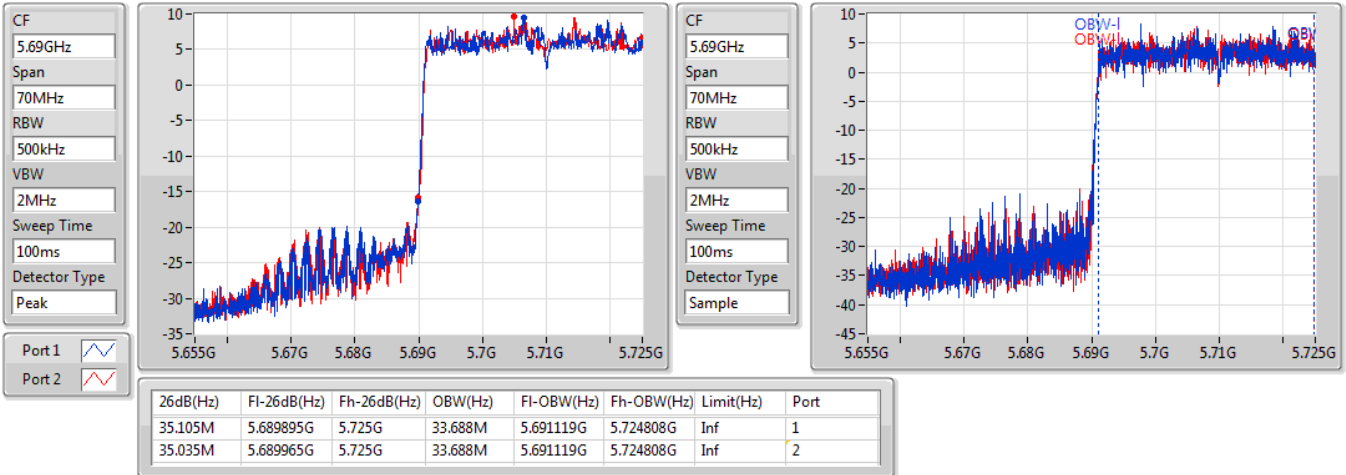 CF
5.69GHz
Span
70MHz
RBW
500kHz
VBW
2MHz
Sweep Time
100ms
Detector Type
Peak
10
5
0
-5
-10
-15
-20
-25
-30
-35
5.655G 5.67G 5.68G 5.69G 5.7G 5.71G 5.725G
CF
5.69GHz
Span
70MHz
RBW
500kHz
VBW
2MHz
Sweep Time
100ms
Detector Type
Sample
OBW-l
OBW-l
OBW
10
5
0
-5
-10
-15
-20
-25
-30
-35
-40
-45
5.655G 5.67G 5.68G 5.69G 5.7G 5.71G 5.725G
Port 1
Port 2
26dB(Hz) Fl-26dB(Hz) Fh-26dB(Hz) OBW(Hz) Fl-OBW(Hz) Fh-OBW(Hz) Limit(Hz) Port
35.105M 5.689895G 5.725G 33.688M 5.691119G 5.724808G Inf 1
35.035M 5.689965G 5.725G 33.688M 5.691119G 5.724808G Inf 2